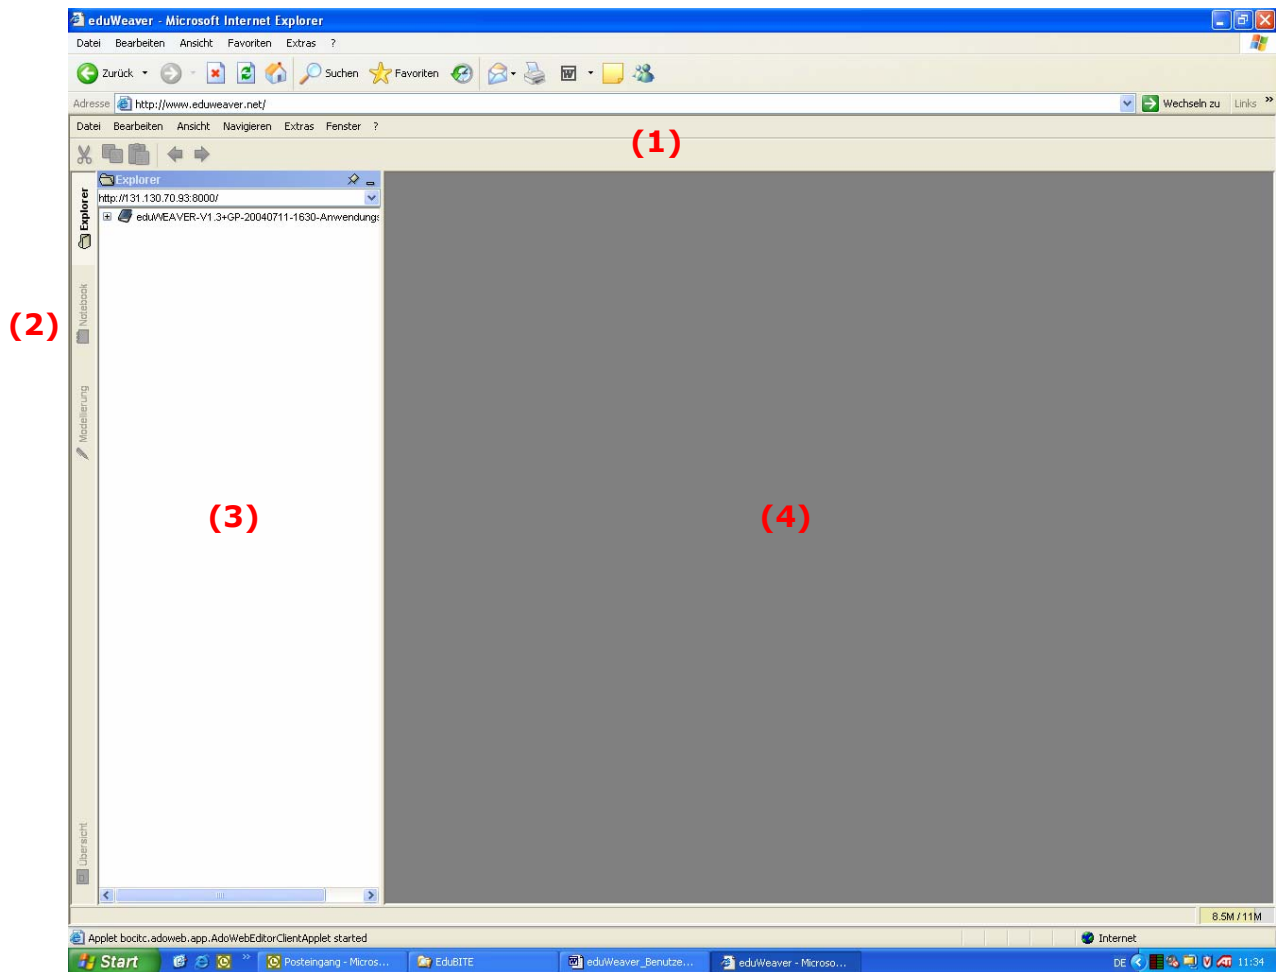 eduWeaver - Microsoft Internet Explorer
Datei Bearbeiten Ansicht Favoriten Extras ?
Zurück Suchen Favoriten
Adresse http://www.eduweaver.net/ Wechseln zu Links »
Datei Bearbeiten Ansicht Navigieren Extras Fenster ?
(1)
Explorer
http://131.130.70.93:8000/
eduWEAVER-V1.3+GP-20040711-1630-Anwendungs
Explorer
Notebook
(2)
Modellierung
(3)
(4)
Übersicht
8.5M / 11M
Applet bocitc.adoweb.app.AdoWebEditorClientApplet started Internet
Start » Posteingang - Micros... EduBITE eduWeaver_Benutze... eduWeaver - Microso... DE 11:34